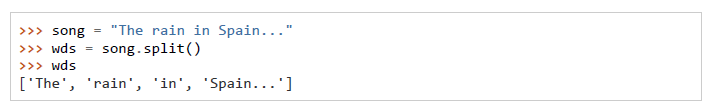 >>> song = "The rain in Spain..."
>>> wds = song.split()
>>> wds
['The', 'rain', 'in', 'Spain...']